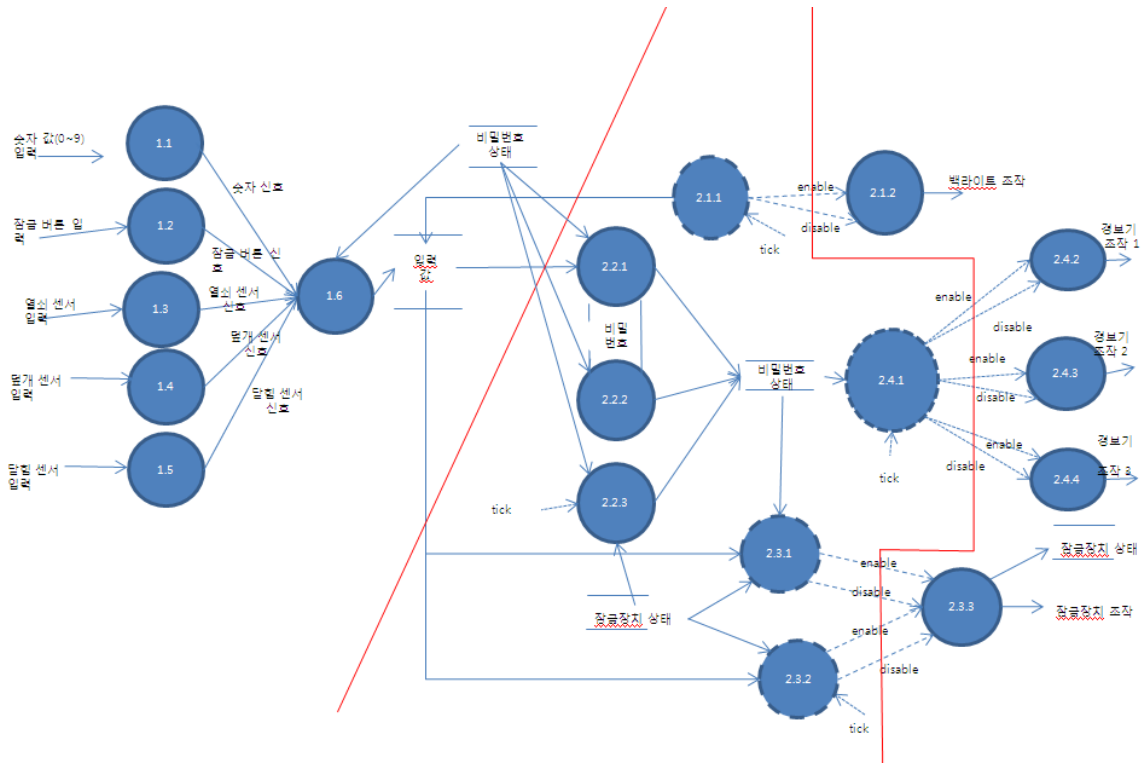 숫자 값(0~9)
입력
1.1
숫자 신호
잠금 버튼 입
력
1.2
잠금 버튼 신
호
열쇠 센서
입력
1.3
열쇠 센서
신호
덮개 센서
입력
1.4
덮개 센서
신호
닫힘 센서
입력
1.5
닫힘 센서
신호
1.6
비밀번호
상태
입력
값
2.1.1
enable
disable
tick
2.1.2
백라이트 조작
2.2.1
비밀
번호
2.2.2
2.2.3
tick
비밀번호
상태
2.4.1
tick
enable
disable
enable
disable
enable
disable
2.4.2
경보기
조작 1
2.4.3
경보기
조작 2
2.4.4
경보기
조작 3
잠금장치 상태
2.3.1
enable
disable
2.3.2
enable
disable
tick
2.3.3
잠금장치 상태
잠금장치 조작